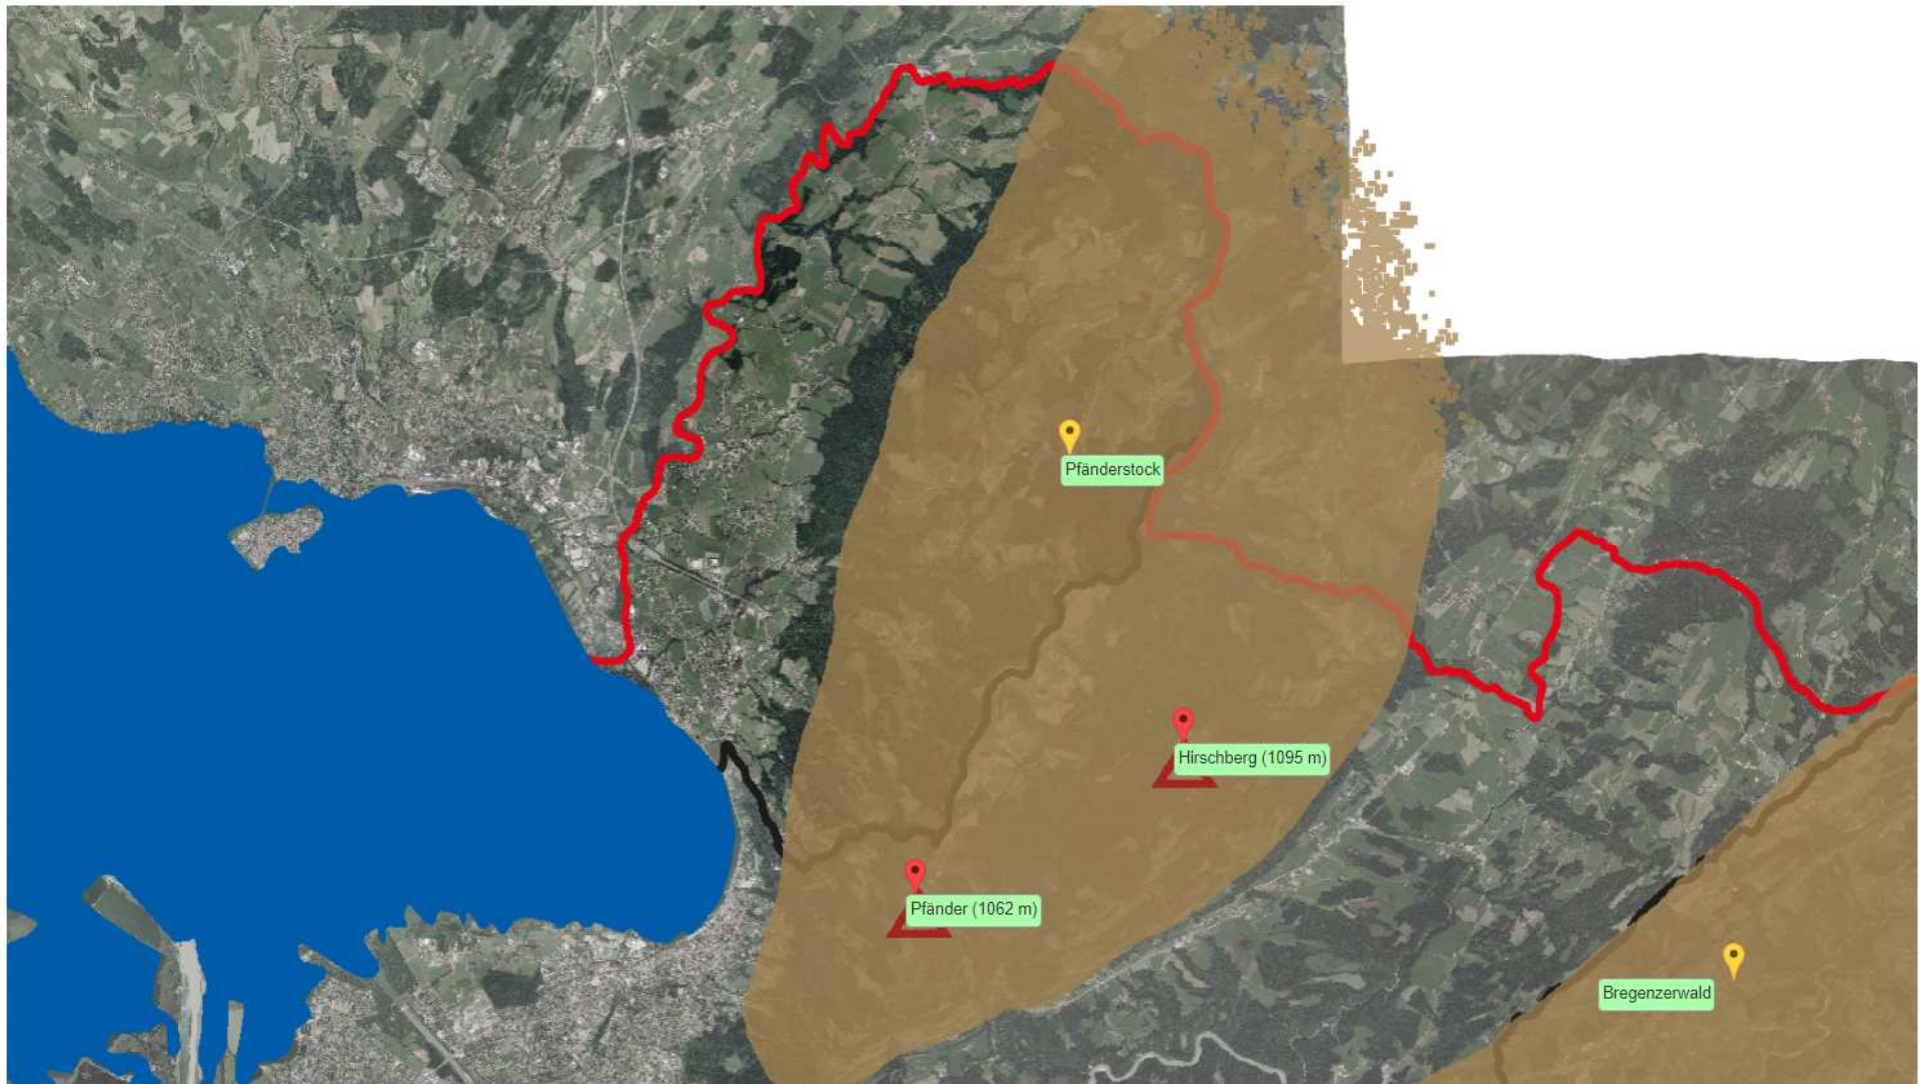 Pfänderstock
Hirschberg (1095 m)
Pfänder (1062 m)
Bregenzerwald